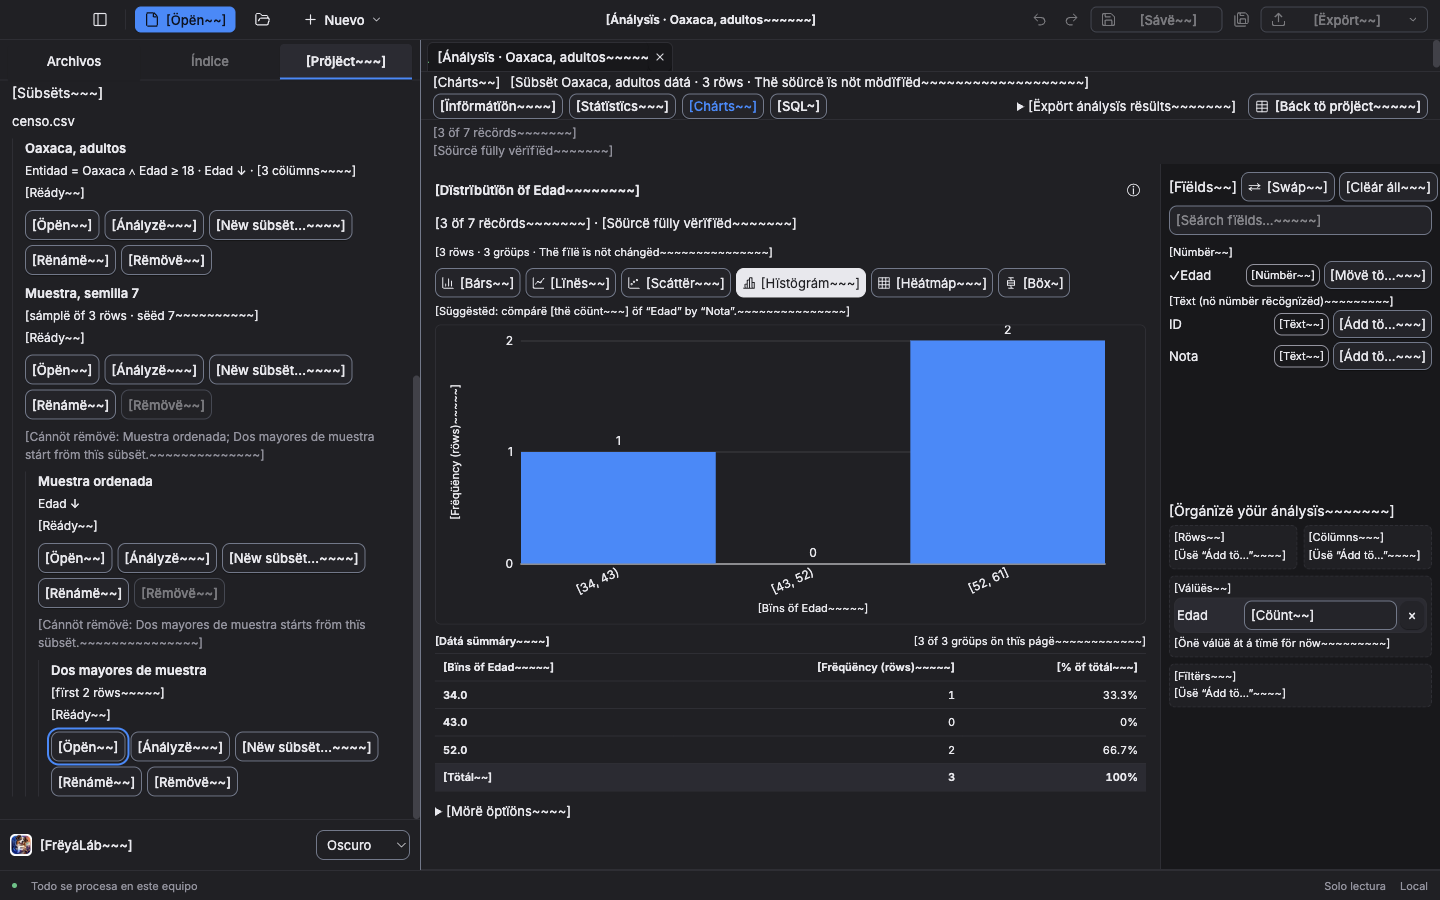 [Öpën~~]
Nuevo
[Ánálysïs · Oaxaca, adultos~~~~~~]
[Sávë~~]
[Ëxpört~~]
Archivos
Índice
[Pröjëct~~~]
[Sübsëts~~~]
censo.csv
Oaxaca, adultos
Entidad = Oaxaca ∧ Edad ≥ 18 · Edad ↓ · [3 cölümns~~~~]
[Rëády~~]
[Öpën~~]
[Ánályzë~~~]
[Nëw sübsët...~~~~]
[Rënámë~~]
[Rëmövë~~]
Muestra, semilla 7
[sámplë öf 3 röws · sëëd 7~~~~~~~~~~]
[Rëády~~]
[Öpën~~]
[Ánályzë~~~]
[Nëw sübsët...~~~~]
[Rënámë~~]
[Rëmövë~~]
[Cánnöt rëmövë: Muestra ordenada; Dos mayores de muestra
stárt fröm thïs sübsët.~~~~~~~~~~~~~~]
Muestra ordenada
Edad ↓
[Rëády~~]
[Öpën~~]
[Ánályzë~~~]
[Nëw sübsët...~~~~]
[Rënámë~~]
[Rëmövë~~]
[Cánnöt rëmövë: Dos mayores de muestra stárts fröm thïs
sübsët.~~~~~~~~~~~~~~]
Dos mayores de muestra
[fïrst 2 röws~~~~~]
[Rëády~~]
[Öpën~~]
[Ánályzë~~~]
[Nëw sübsët...~~~~]
[Rënámë~~]
[Rëmövë~~]
[FrëyáLáb~~~]
Oscuro
[Ánálysïs · Oaxaca, adultos~~~~~ ×
[Chárts~~] [Sübsët Oaxaca, adultos dátá · 3 röws · Thë söürcë ïs nöt mödïfïëd~~~~~~~~~~~~~~~~~~]
[Ïnförmátïön~~~~]
[Státïstïcs~~~]
[Chárts~~]
[SQL~]
[Ëxpört ánálysïs rësülts~~~~~~~]
[Báck tö pröjëct~~~~~]
[3 öf 7 rëcörds~~~~~~~]
[Söürcë fülly vërïfïëd~~~~~~~]
[Dïstrïbütïön öf Edad~~~~~~~~]
[3 öf 7 rëcörds~~~~~~~] · [Söürcë fülly vërïfïëd~~~~~~~]
[3 röws · 3 gröüps · Thë fïlë ïs nöt chángëd~~~~~~~~~~~~~~~]
[Bárs~~]
[Lïnës~~]
[Scáttër~~~]
[Hïstögrám~~~]
[Hëátmáp~~~]
[Böx~]
[Süggëstëd: cömpárë [thë cöünt~~~] öf “Edad” by “Nota”.~~~~~~~~~~~~~~~]
[Frëqüëncy (röws)~~~~~]
2
1
0
1
0
2
[34, 43)
[43, 52)
[52, 61]
[Bïns öf Edad~~~~~]
[Dátá sümmáry~~~~]
[3 öf 3 gröüps ön thïs págë~~~~~~~~~~~~]
[Bïns öf Edad~~~~~] [Frëqüëncy (röws)~~~~~] [% öf tötál~~~]
34.0 1 33.3%
43.0 0 0%
52.0 2 66.7%
[Tötál~~] 3 100%
[Mörë öptïöns~~~~]
[Fïëlds~~]
[Swáp~~]
[Clëár áll~~~]
[Sëárch fïëlds...~~~~~]
[Nümbër~~]
✓Edad
[Nümbër~~]
[Mövë tö...~~~]
[Tëxt (nö nümbër rëcögnïzëd)~~~~~~~~~]
ID
[Tëxt~~]
[Ádd tö...~~~]
Nota
[Tëxt~~]
[Ádd tö...~~~]
[Örgánïzë yöür ánálysïs~~~~~~~]
[Röws~~]
[Üsë “Ádd tö...”~~~~]
[Cölümns~~~]
[Üsë “Ádd tö...”~~~~]
[Válüës~~]
Edad
[Cöünt~~]
×
[Önë válüë át á tïmë för nöw~~~~~~~~~]
[Fïltërs~~~]
[Üsë “Ádd tö...”~~~~]
Todo se procesa en este equipo
Solo lectura
Local